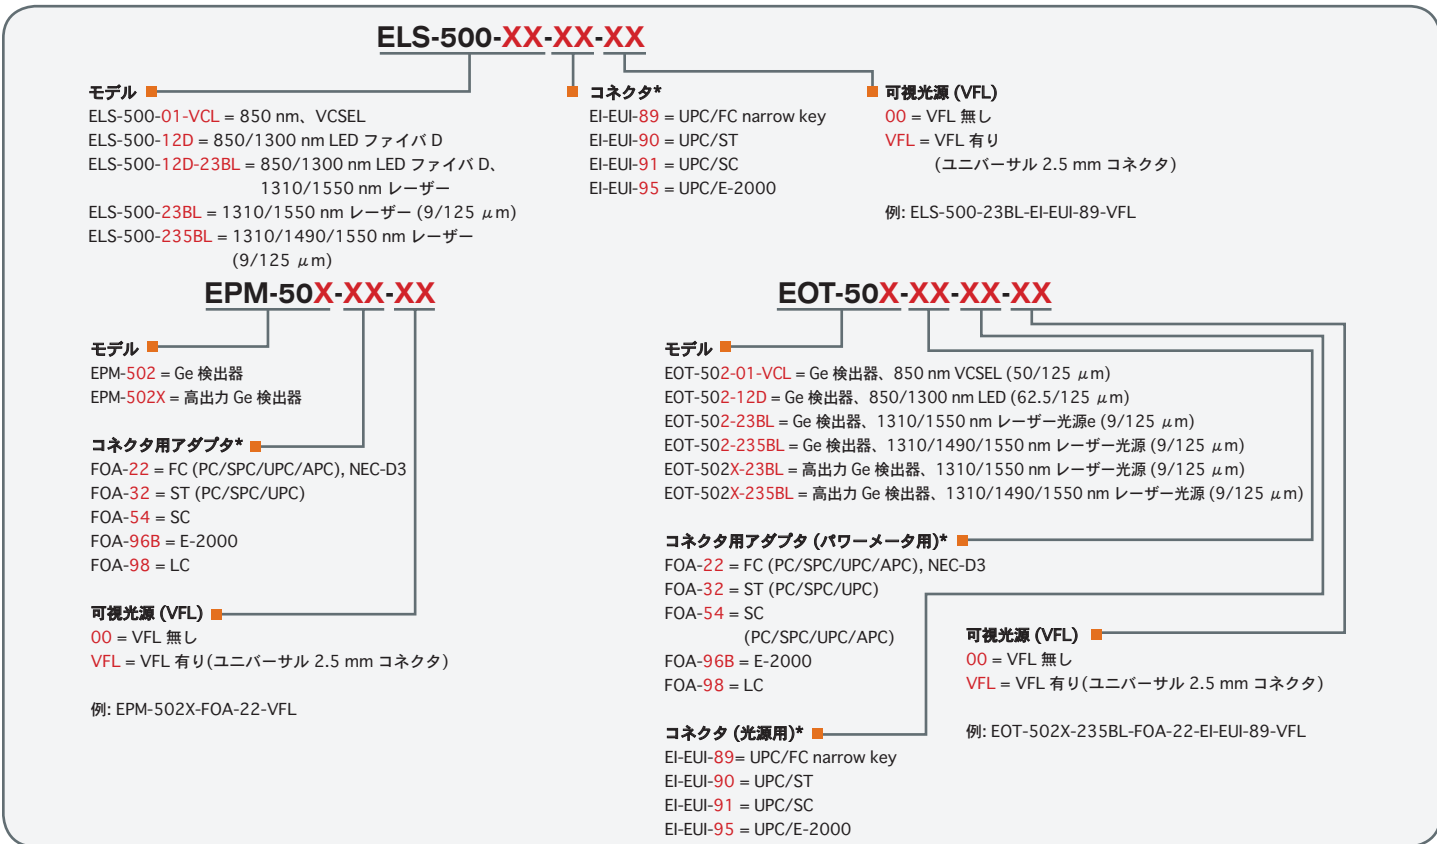 ELS-500-XX-XX-XX
モデル
ELS-500-01-VCL = 850 nm、VCSEL
ELS-500-12D = 850/1300 nm LED ファイバ D
ELS-500-12D-23BL = 850/1300 nm LED ファイバ D、
1310/1550 nm レーザー
ELS-500-23BL = 1310/1550 nm レーザー (9/125 μm)
ELS-500-235BL = 1310/1490/1550 nm レーザー
(9/125 μm)
コネクタ*
EI-EUI-89 = UPC/FC narrow key
EI-EUI-90 = UPC/ST
EI-EUI-91 = UPC/SC
EI-EUI-95 = UPC/E-2000
可視光源 (VFL)
00 = VFL 無し
VFL = VFL 有り
(ユニバーサル 2.5 mm コネクタ)
例: ELS-500-23BL-EI-EUI-89-VFL
EPM-50X-XX-XX
モデル
EPM-502 = Ge 検出器
EPM-502X = 高出力 Ge 検出器
コネクタ用アダプタ*
FOA-22 = FC (PC/SPC/UPC/APC), NEC-D3
FOA-32 = ST (PC/SPC/UPC)
FOA-54 = SC
FOA-96B = E-2000
FOA-98 = LC
可視光源 (VFL)
00 = VFL 無し
VFL = VFL 有り(ユニバーサル 2.5 mm コネクタ)
例: EPM-502X-FOA-22-VFL
EOT-50X-XX-XX-XX
モデル
EOT-502-01-VCL = Ge 検出器、850 nm VCSEL (50/125 μm)
EOT-502-12D = Ge 検出器、850/1300 nm LED (62.5/125 μm)
EOT-502-23BL = Ge 検出器、1310/1550 nm レーザー光源e (9/125 μm)
EOT-502-235BL = Ge 検出器、1310/1490/1550 nm レーザー光源 (9/125 μm)
EOT-502X-23BL = 高出力 Ge 検出器、1310/1550 nm レーザー光源 (9/125 μm)
EOT-502X-235BL = 高出力 Ge 検出器、1310/1490/1550 nm レーザー光源 (9/125 μm)
コネクタ用アダプタ (パワーメータ用)*
FOA-22 = FC (PC/SPC/UPC/APC), NEC-D3
FOA-32 = ST (PC/SPC/UPC)
FOA-54 = SC
(PC/SPC/UPC/APC)
FOA-96B = E-2000
FOA-98 = LC
コネクタ (光源用)*
EI-EUI-89= UPC/FC narrow key
EI-EUI-90 = UPC/ST
EI-EUI-91 = UPC/SC
EI-EUI-95 = UPC/E-2000
可視光源 (VFL)
00 = VFL 無し
VFL = VFL 有り(ユニバーサル 2.5 mm コネクタ)
例: EOT-502X-235BL-FOA-22-EI-EUI-89-VFL